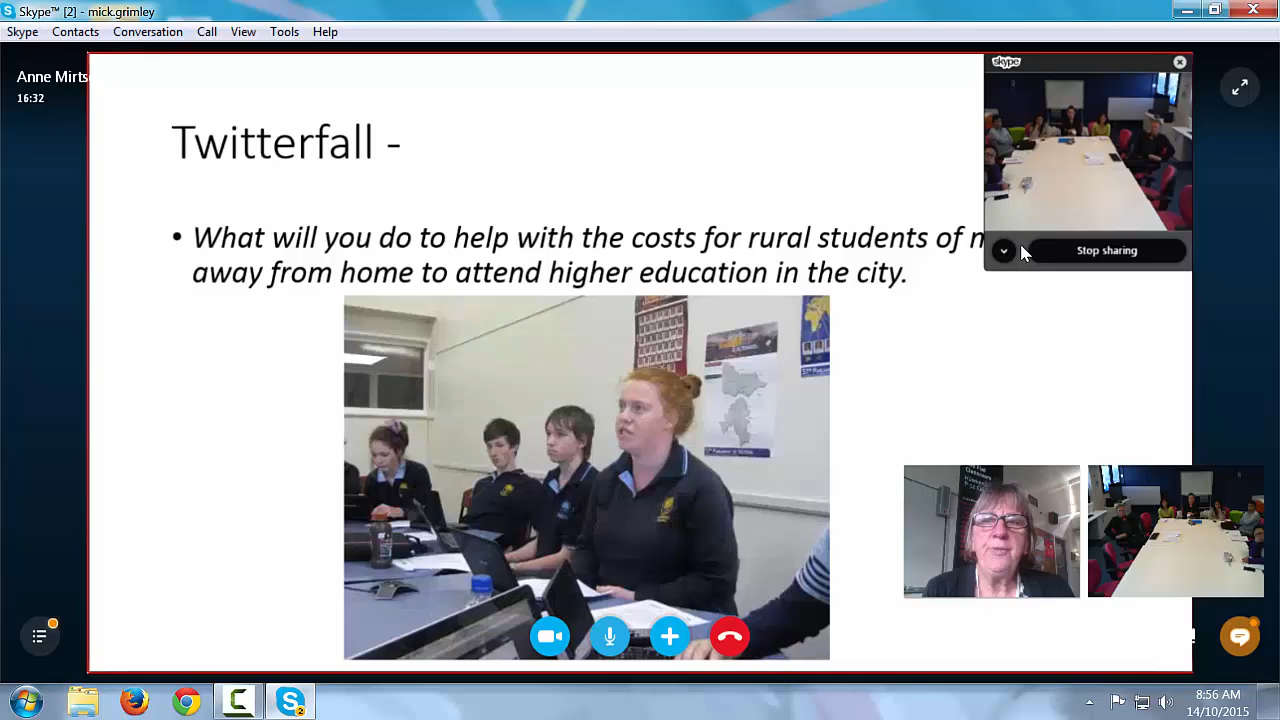 Skype™ [2] - mick.grimley
Skype Contacts Conversation Call View Tools Help
Anne Mirts
16:32
skype
Stop sharing
Twitterfall -
• What will you do to help with the costs for rural students of
away from home to attend higher education in the city.
8:56 AM
14/10/2015